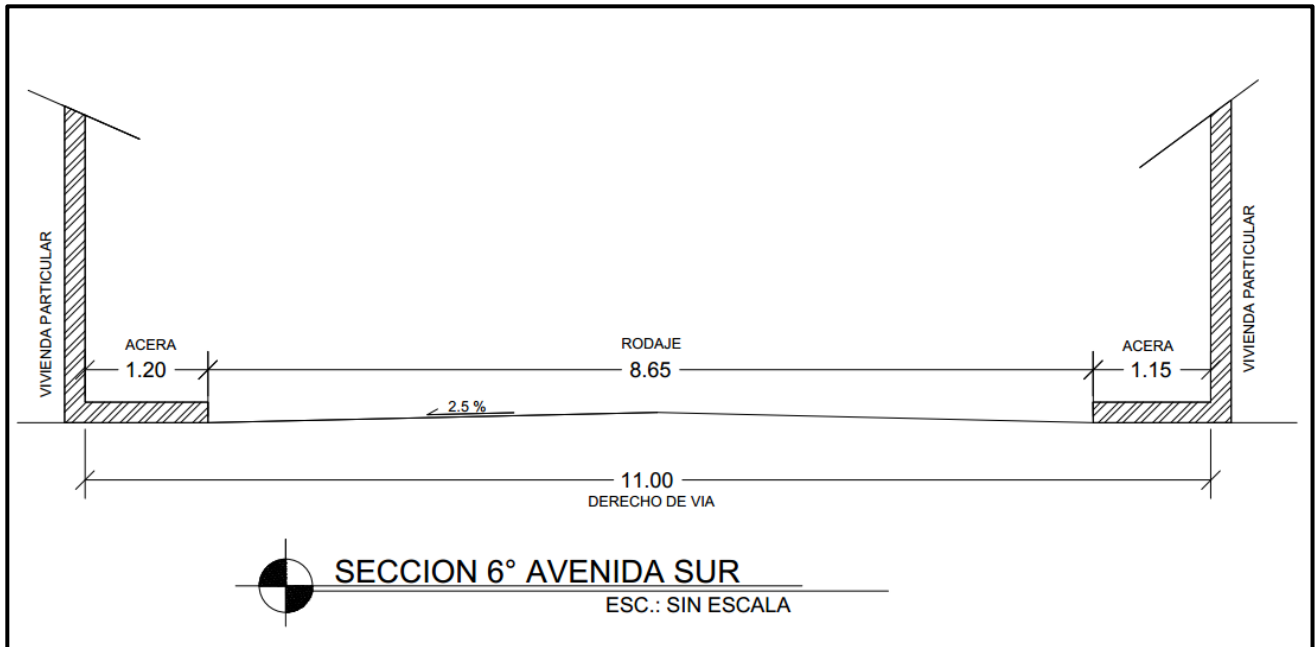 VIVIENDA PARTICULAR
ACERA
1.20
RODAJE
8.65
ACERA
1.15
VIVIENDA PARTICULAR
2.5 %
11.00
DERECHO DE VIA
SECCION 6° AVENIDA SUR
ESC.: SIN ESCALA